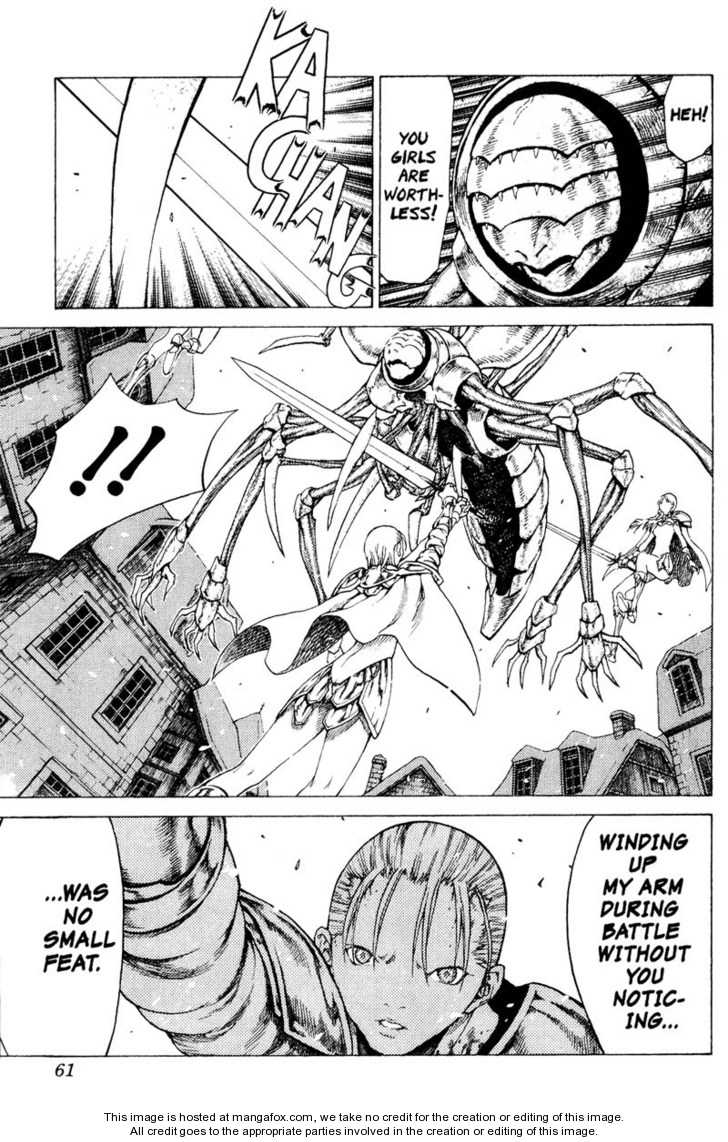 HEH!
YOU
GIRLS
ARE
WORTH-
LESS!
KA
CHANG
!!
WINDING
UP
MY ARM
DURING
BATTLE
WITHOUT
YOU
NOTIC-
ING...
...WAS
NO
SMALL
FEAT.
61
This image is hosted at mangafox.com, we take no credit for the creation or editing of this image.
All credit goes to the appropriate parties involved in the creation or editing of this image.